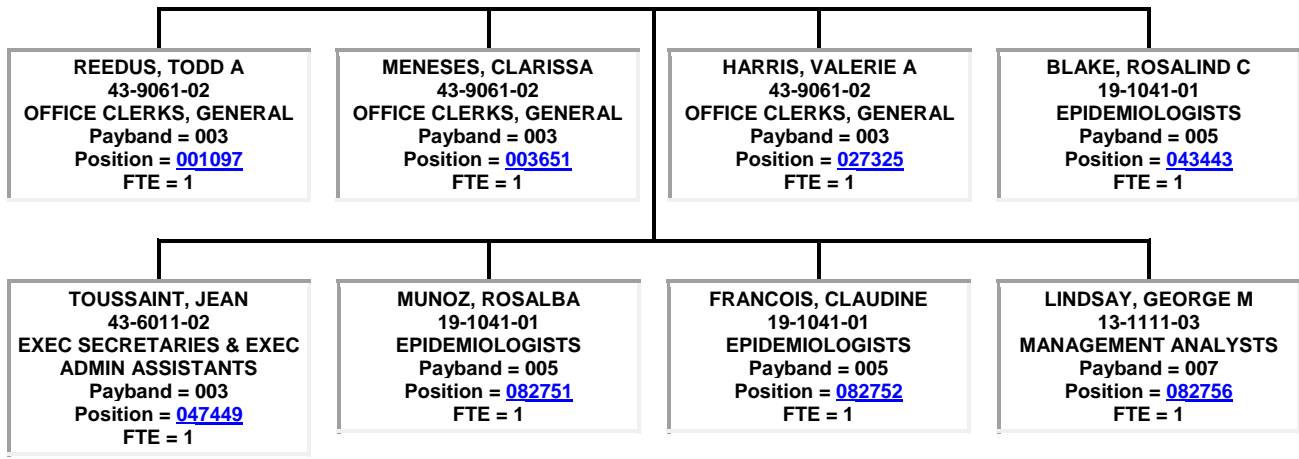 REEDUS, TODD A
43-9061-02
OFFICE CLERKS, GENERAL
Payband = 003
Position = 001097
FTE = 1
MENESES, CLARISSA
43-9061-02
OFFICE CLERKS, GENERAL
Payband = 003
Position = 003651
FTE = 1
HARRIS, VALERIE A
43-9061-02
OFFICE CLERKS, GENERAL
Payband = 003
Position = 027325
FTE = 1
BLAKE, ROSALIND C
19-1041-01
EPIDEMIOLOGISTS
Payband = 005
Position = 043443
FTE = 1
TOUSSAINT, JEAN
43-6011-02
EXEC SECRETARIES & EXEC
ADMIN ASSISTANTS
Payband = 003
Position = 047449
FTE = 1
MUNOZ, ROSALBA
19-1041-01
EPIDEMIOLOGISTS
Payband = 005
Position = 082751
FTE = 1
FRANCOIS, CLAUDINE
19-1041-01
EPIDEMIOLOGISTS
Payband = 005
Position = 082752
FTE = 1
LINDSAY, GEORGE M
13-1111-03
MANAGEMENT ANALYSTS
Payband = 007
Position = 082756
FTE = 1